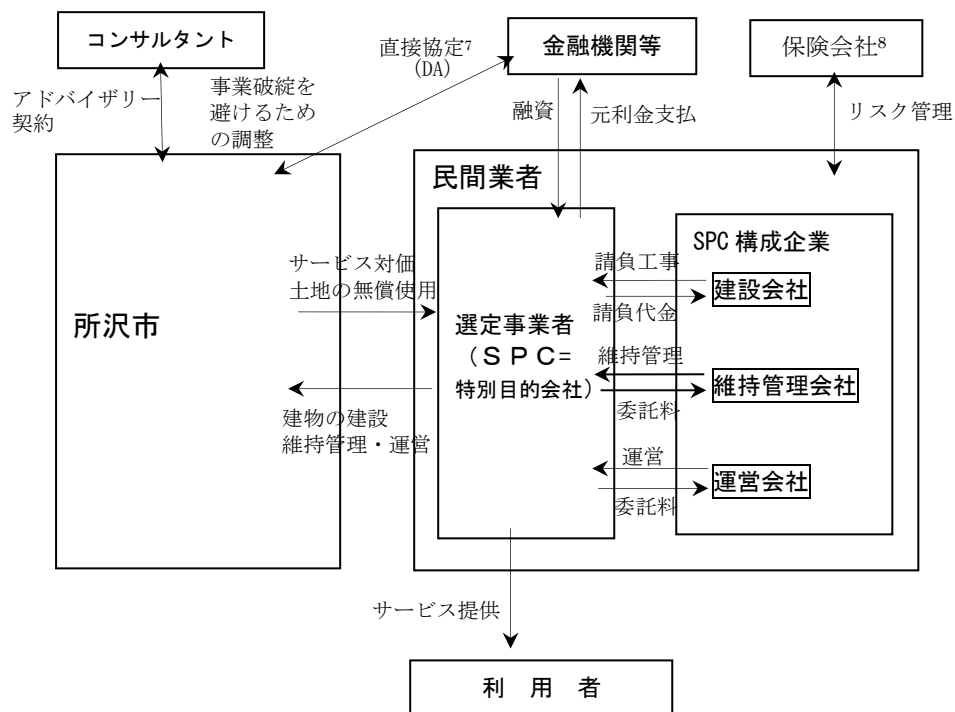 コンサルタント
直接協定7
(DA)
金融機関等
保険会社8
アドバイザリー
契約
事業破綻を
避けるため
の調整
融資
元利金支払
リスク管理
民間業者
所沢市
サービス対価
土地の無償使用
建物の建設
維持管理・運営
選定事業者
（ＳＰＣ=
特別目的会社）
SPC 構成企業
請負工事
建設会社
請負代金
維持管理
維持管理会社
委託料
運営
運営会社
委託料
サービス提供
利　用　者